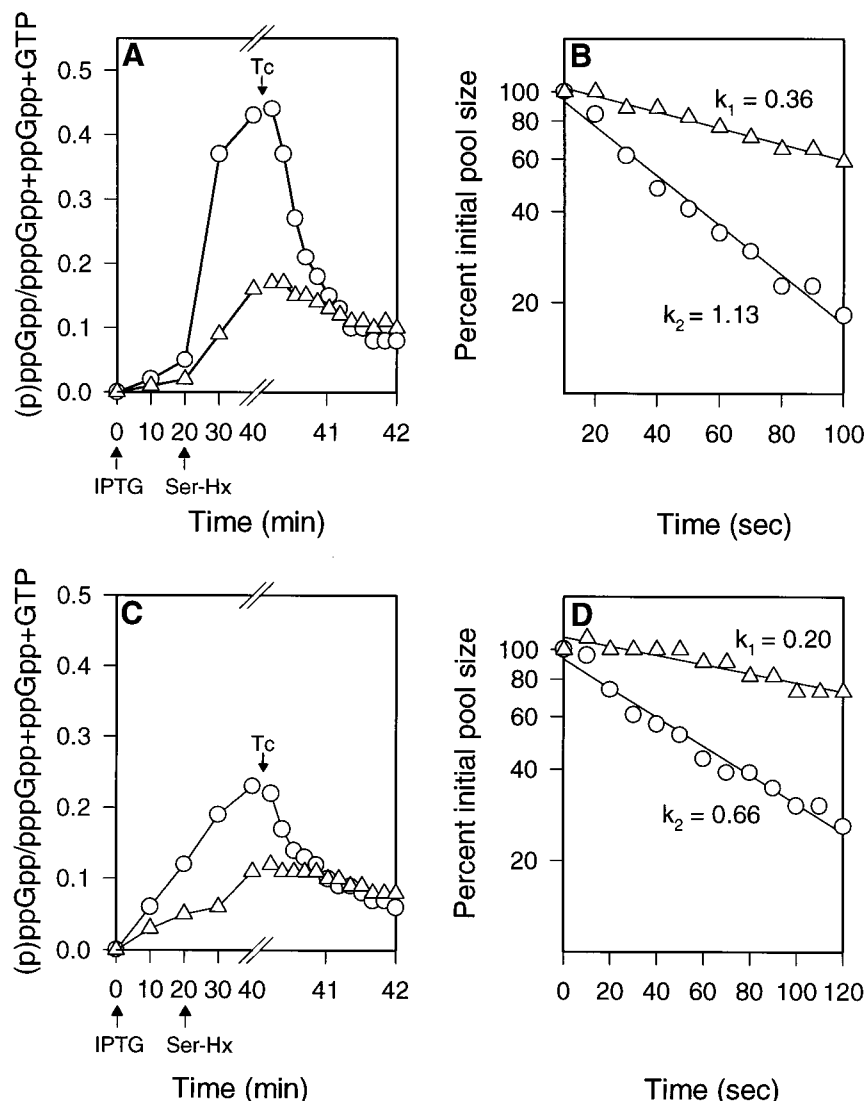 A
(p)ppGpp/pppGpp+ppGpp+GTP
0.5
0.4
0.3
0.2
0.1
0.0
Tc
0 10 20 30 40 41 42
IPTG Ser-Hx
Time (min)
B
Percent initial pool size
100
80
60
40
20
k1 = 0.36
k2 = 1.13
20 40 60 80 100
Time (sec)
C
(p)ppGpp/pppGpp+ppGpp+GTP
0.5
0.4
0.3
0.2
0.1
0.0
Tc
0 10 20 30 40 41 42
IPTG Ser-Hx
Time (min)
D
Percent initial pool size
100
80
60
40
20
k1 = 0.20
k2 = 0.66
0 20 40 60 80 100 120
Time (sec)